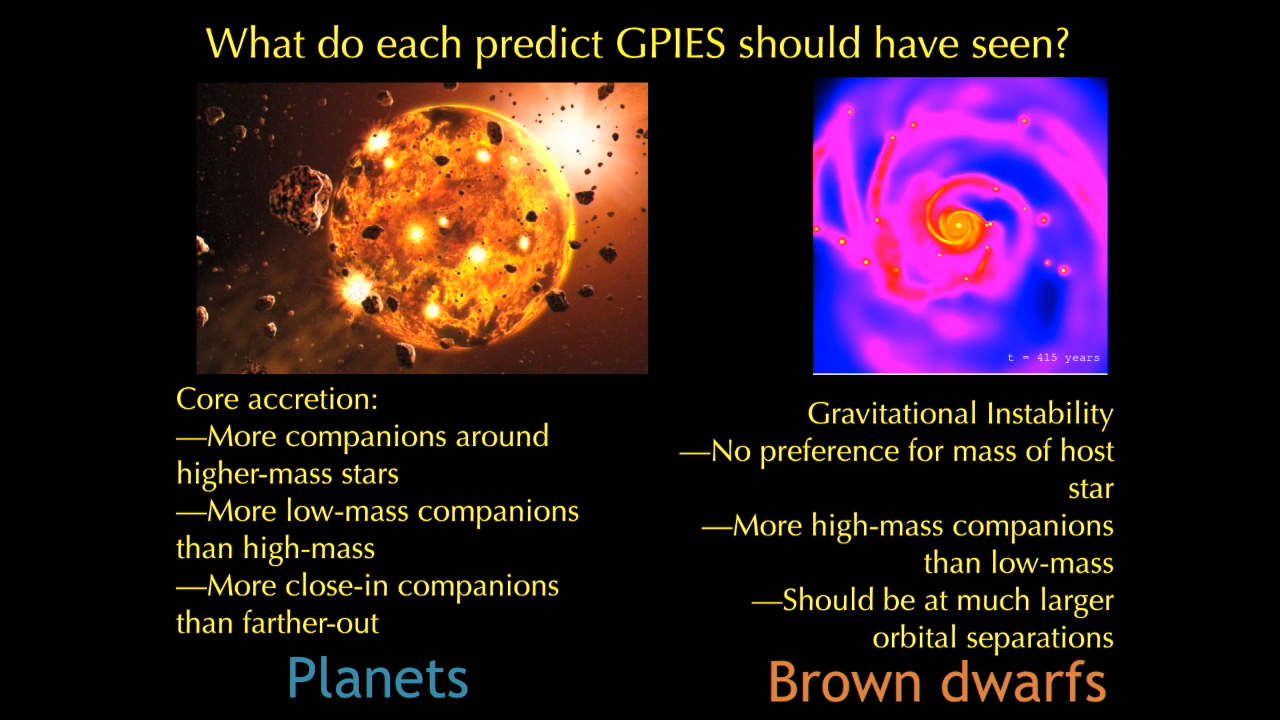 What do each predict GPIES should have seen?
t = 415 years
Core accretion:
—More companions around
higher-mass stars
—More low-mass companions
than high-mass
—More close-in companions
than farther-out
Planets
Gravitational Instability
—No preference for mass of host
star
—More high-mass companions
than low-mass
—Should be at much larger
orbital separations
Brown dwarfs